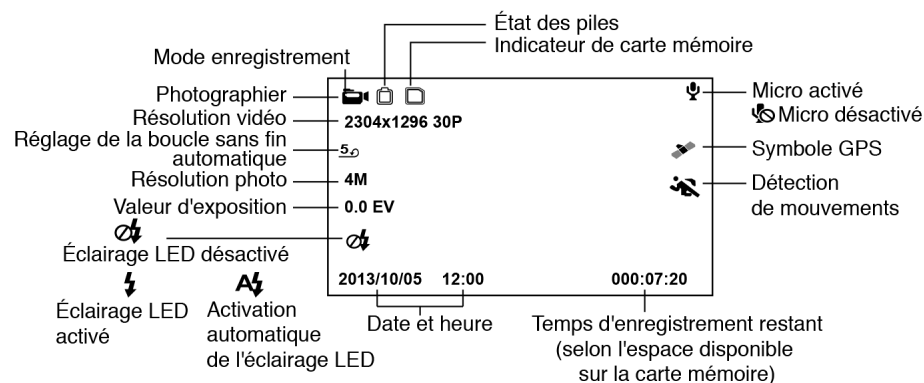 État des piles
Indicateur de carte mémoire
Mode enregistrement
Photographier
Résolution vidéo
Réglage de la boucle sans fin
automatique
Résolution photo
Valeur d'exposition
Éclairage LED désactivé
Éclairage LED
activé
A
Activation
automatique
de l'éclairage LED
2304x1296 30P
5
4M
0.0 EV
2013/10/05 12:00
000:07:20
Date et heure
Temps d'enregistrement restant
(selon l'espace disponible
sur la carte mémoire)
Micro activé
Micro désactivé
Symbole GPS
Détection
de mouvements